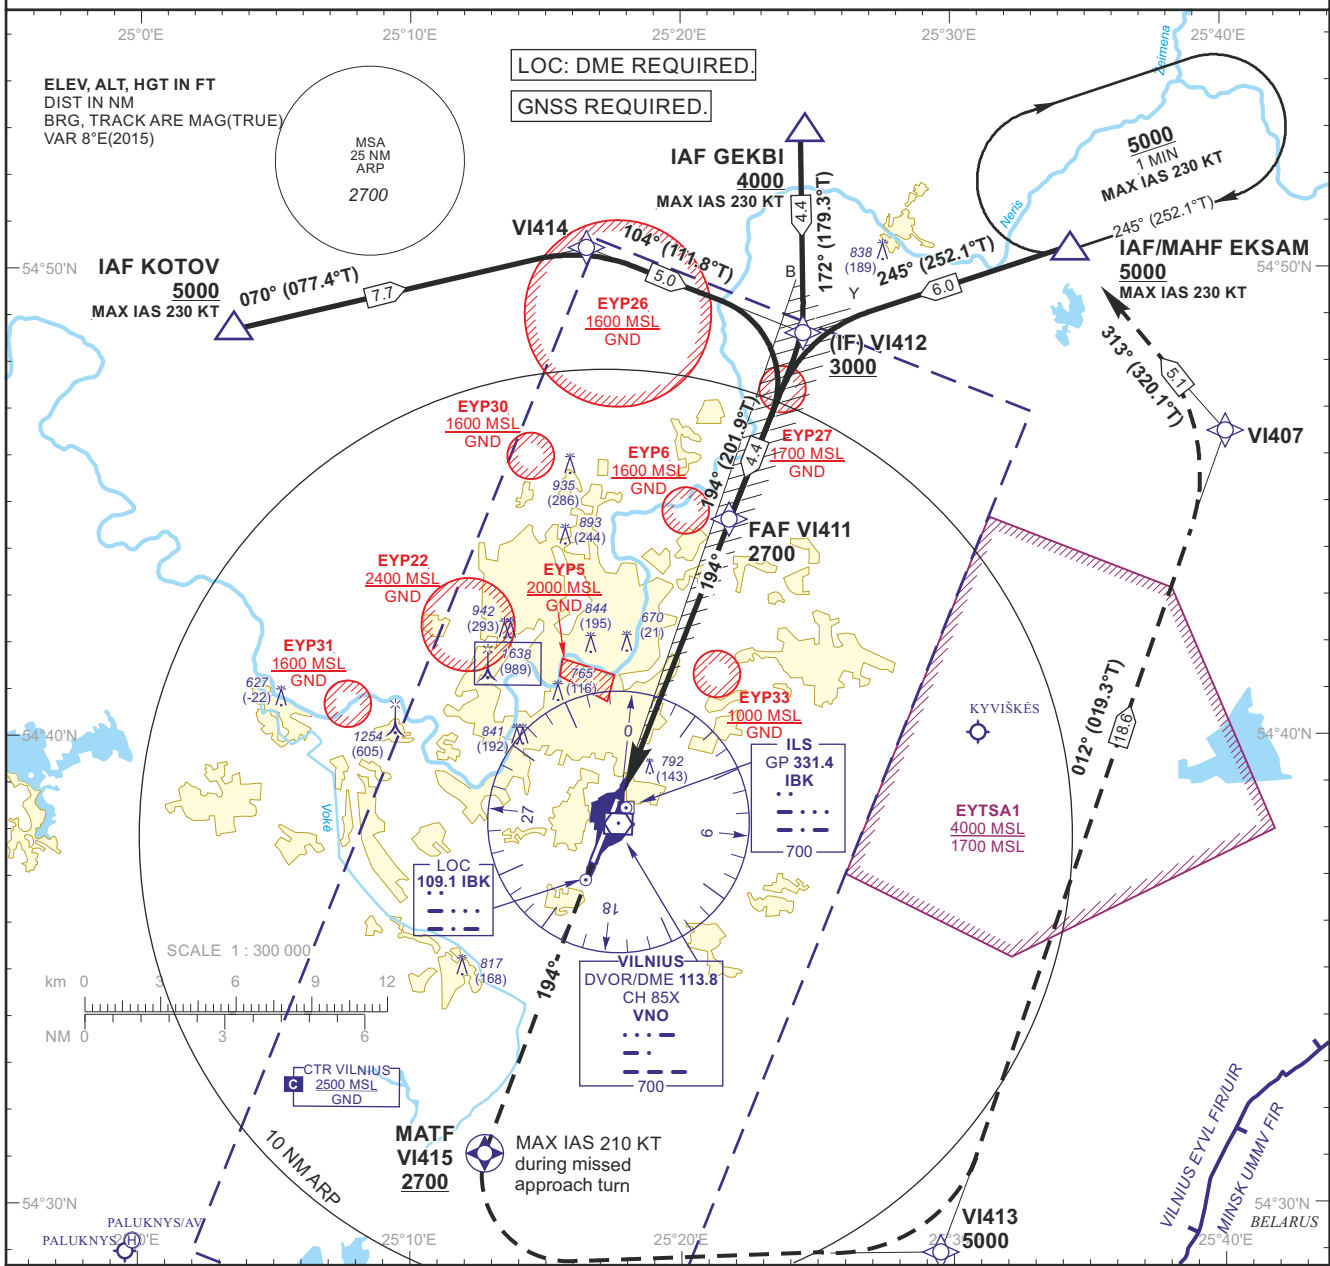 25°0'E
25°10'E
25°20'E
25°30'E
25°40'E
ELEV, ALT, HGT IN FT
DIST IN NM
BRG, TRACK ARE MAG(TRUE)
VAR 8°E(2015)
MSA
25 NM
ARP
2700
LOC: DME REQUIRED.
GNSS REQUIRED.
Žeimena
IAF GEKBI
4000
MAX IAS 230 KT
4.4
172° (179.3°T)
5000
1 MIN
MAX IAS 230 KT
245° (252.1°T)
Neris
838
(189)
VI414
104° (111.8°T)
5.0
B
Y
245° (252.1°T)
6.0
IAF/MAHF EKSAM
5000
MAX IAS 230 KT
54°50'N
54°50'N
IAF KOTOV
5000
MAX IAS 230 KT
070° (077.4°T)
7.7
EYP26
1600 MSL
GND
(IF) VI412
3000
313° (320.1°T)
5.1
VI407
EYP30
1600 MSL
GND
EYP6
1600 MSL
GND
EYP27
1700 MSL
GND
194° (201.9°T)
4.4
935
(286)
893
(244)
FAF VI411
2700
194°
EYP22
2400 MSL
GND
EYP5
2000 MSL
GND
942
(293)
844
(195)
670
(21)
1638
(989)
765
(116)
EYP31
1600 MSL
GND
627
(-22)
1254
(605)
841
(192)
792
(143)
EYP33
1000 MSL
GND
54°40'N
54°40'N
KYVIŠKĖS
012° (019.3°T)
18.6
0
9
18
27
ILS
GP 331.4
IBK
700
EYTSA1
4000 MSL
1700 MSL
Vokė
LOC
109.1 IBK
SCALE 1 : 300 000
km 0 3 6 9 12
NM 0 3 6
817
(168)
194°
VILNIUS
DVOR/DME 113.8
CH 85X
VNO
700
C
CTR VILNIUS
2500 MSL
GND
10 NM ARP
MATF
VI415
2700
MAX IAS 210 KT
during missed
approach turn
VI413
5000
VILNIUS EYVL FIR/UIR
MINSK UMMV FIR
BELARUS
54°30'N
54°30'N
PALUKNYS/AV
PALUKNYS
H
25°10'E
25°20'E
25°40'E